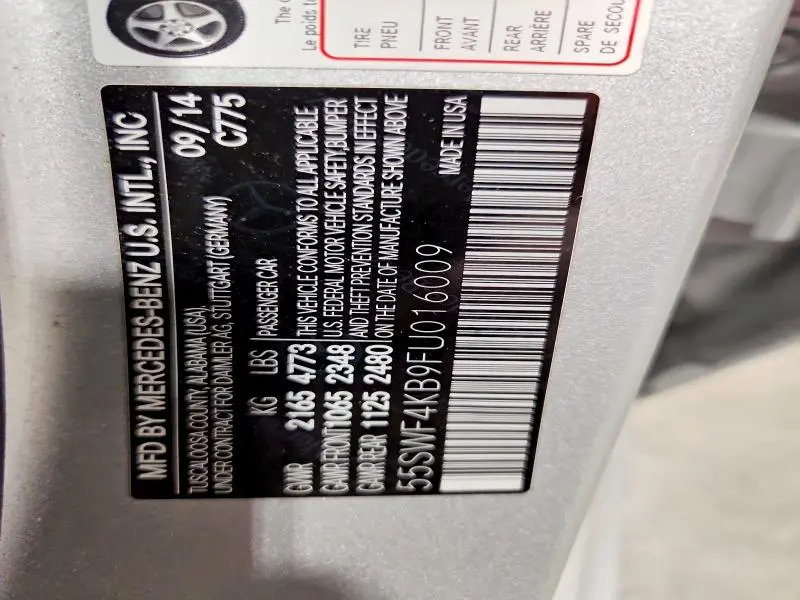 The
Le poids t
TIRE
PNEU
FRONT
AVANT
REAR
ARRIÈRE
SPARE
DE SECOU
MFD BY MERCEDES-BENZ U.S. INTL., INC
TUSCALOOSA COUNTY, ALABAMA (USA) 09/14
UNDER CONTRACT FOR DAIMLER AG, STUTTGART (GERMANY) C775
KG LBS PASSENGER CAR
GVWR 2165 4773 THIS VEHICLE CONFORMS TO ALL APPLICABLE
GAWR FRONT 1065 2348 U.S. FEDERAL MOTOR VEHICLE SAFETY, BUMPER
GAWR REAR 1125 2480 AND THEFT PREVENTION STANDARDS IN EFFECT
ON THE DATE OF MANUFACTURE SHOWN ABOVE
55SWF4KB9FU016009 MADE IN USA